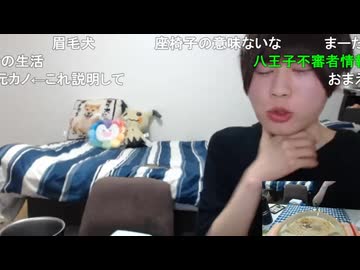 眉毛犬 座椅子の意味ないな まーた
の生活 八王子不審者情報
元カノ←これ説明して おまえ